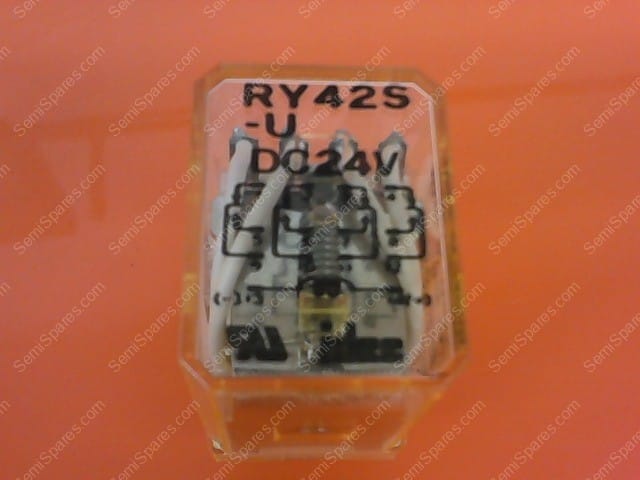 RY42S
-U
DC24V
(-) (+)
SemiSpares.com